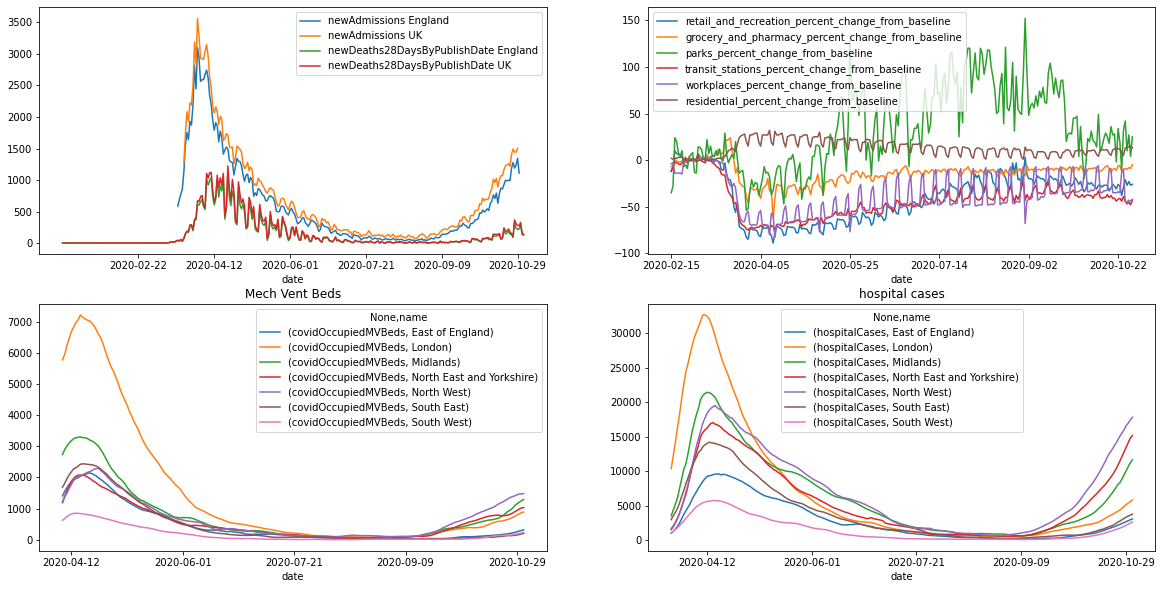 3500
3000
2500
2000
1500
1000
500
0
newAdmissions England
newAdmissions UK
newDeaths28DaysByPublishDate England
newDeaths28DaysByPublishDate UK
2020-02-22
2020-04-12
2020-06-01
2020-07-21
2020-09-09
2020-10-29
date
150
100
50
0
−50
−100
retail_and_recreation_percent_change_from_baseline
grocery_and_pharmacy_percent_change_from_baseline
parks_percent_change_from_baseline
transit_stations_percent_change_from_baseline
workplaces_percent_change_from_baseline
residential_percent_change_from_baseline
2020-02-15
2020-04-05
2020-05-25
2020-07-14
2020-09-02
2020-10-22
date
Mech Vent Beds
7000
6000
5000
4000
3000
2000
1000
0
None,name
(covidOccupiedMVBeds, East of England)
(covidOccupiedMVBeds, London)
(covidOccupiedMVBeds, Midlands)
(covidOccupiedMVBeds, North East and Yorkshire)
(covidOccupiedMVBeds, North West)
(covidOccupiedMVBeds, South East)
(covidOccupiedMVBeds, South West)
2020-04-12
2020-06-01
2020-07-21
2020-09-09
2020-10-29
date
hospital cases
30000
25000
20000
15000
10000
5000
0
None,name
(hospitalCases, East of England)
(hospitalCases, London)
(hospitalCases, Midlands)
(hospitalCases, North East and Yorkshire)
(hospitalCases, North West)
(hospitalCases, South East)
(hospitalCases, South West)
2020-04-12
2020-06-01
2020-07-21
2020-09-09
2020-10-29
date